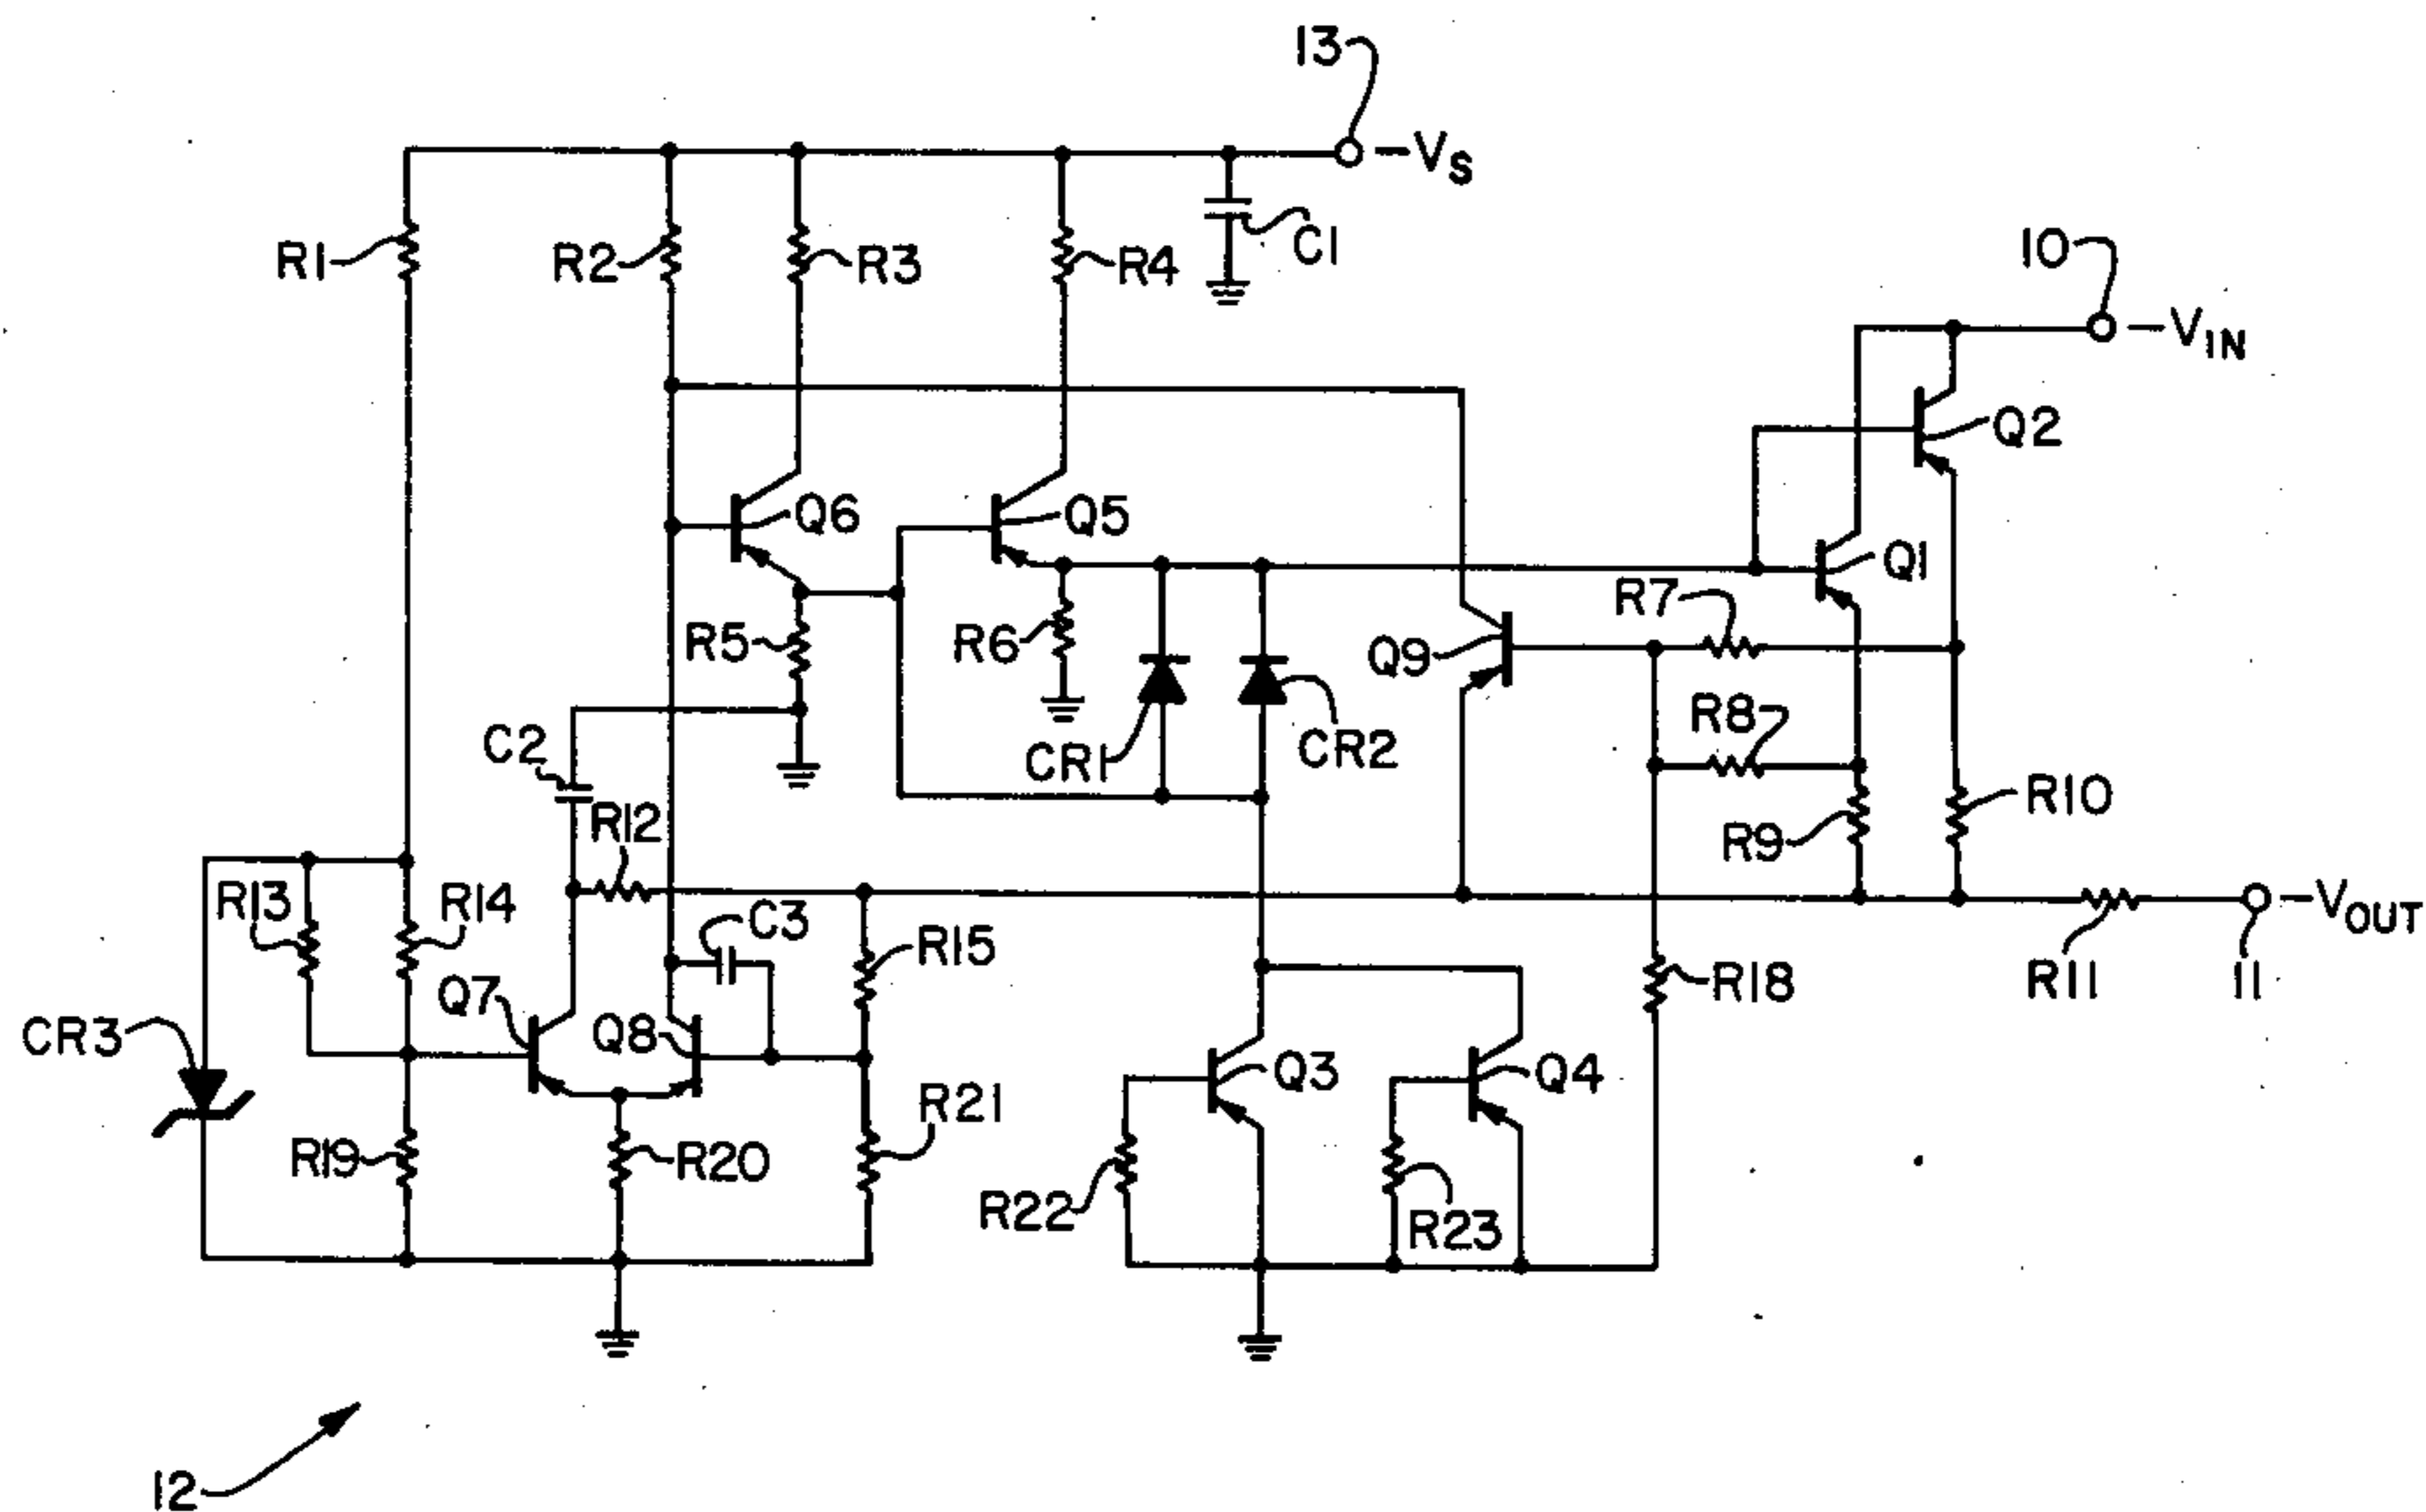 13
-VS
R1
R2
R3
R4
C1
10
-VIN
Q2
Q6
Q5
Q1
R7
R5
R6
Q9
R8
C2
CR1
CR2
R12
R9
R10
R13
R14
C3
R15
-VOUT
Q7
R18
R11
11
CR3
Q8
Q3
Q4
R21
R19
R20
R22
R23
12